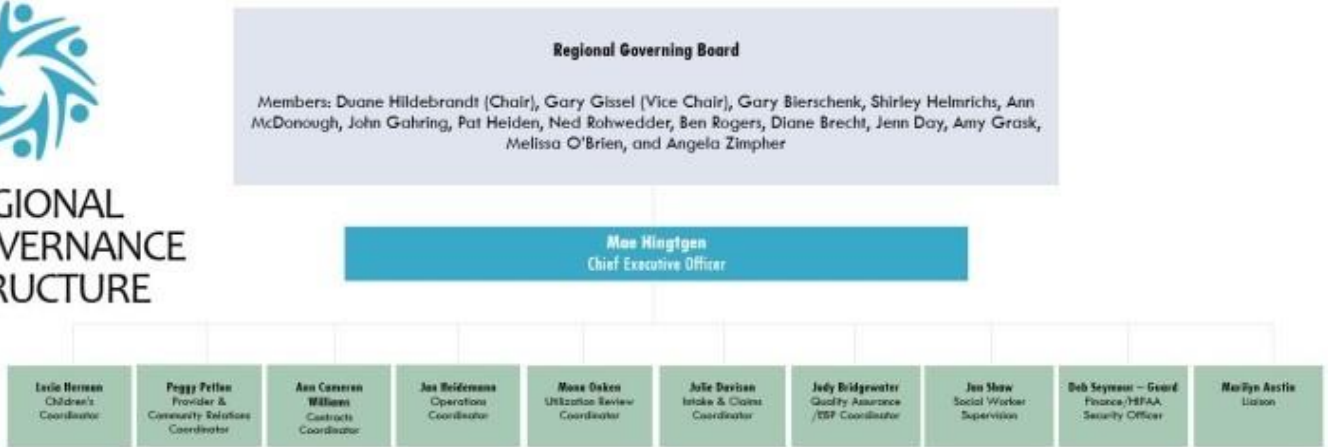 Regional Governing Board
Members: Duane Hildebrandt (Chair), Gary Gissel (Vice Chair), Gary Bierschenk, Shirley Helmrichs, Ann
McDonough, John Gahring, Pat Heiden, Ned Rohwedder, Ben Rogers, Diane Brecht, Jenn Day, Amy Grask,
Melissa O'Brien, and Angela Zimpher
GIONAL
VERNANCE
RUCTURE
Mae Hingtgen
Chief Executive Officer
Lucia Herman
Children's
Coordinator
Peggy Petlon
Provider &
Community Relations
Coordinator
Ann Cameron
Williams
Contracts
Coordinator
Jan Heidemann
Operations
Coordinator
Mona Onken
Utilization Review
Coordinator
Julie Davison
Intake & Claims
Coordinator
Jody Bridgewater
Quality Assurance
/EBP Coordinator
Jan Shaw
Social Worker
Supervision
Deb Seymour – Guard
Finance/HIPAA
Security Officer
Marilyn Austin
Liaison